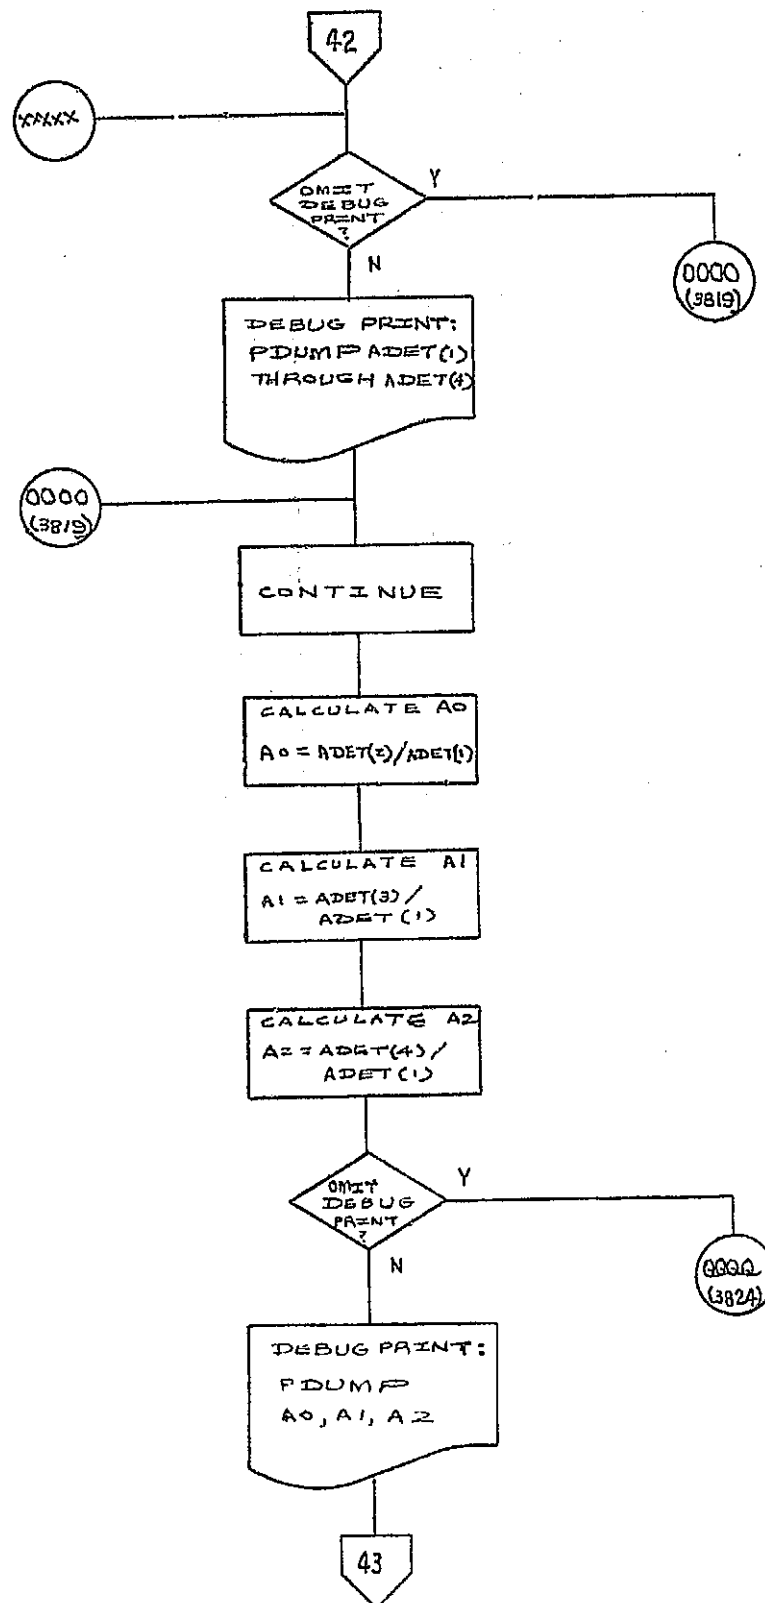 42
XXXXX
OMIT
DEBUG
PRINT
?
Y
N
0000
(3819)
DEBUG PRINT:
PDUMP ADET(1)
THROUGH ADET(4)
0000
(3819)
CONTINUE
CALCULATE A0
A0 = ADET(2)/ADET(1)
CALCULATE A1
A1 = ADET(3)/
ADET(1)
CALCULATE A2
A2 = ADET(4)/
ADET(1)
OMIT
DEBUG
PRINT
?
Y
N
QQQQ
(3824)
DEBUG PRINT:
PDUMP
A0, A1, A2
43